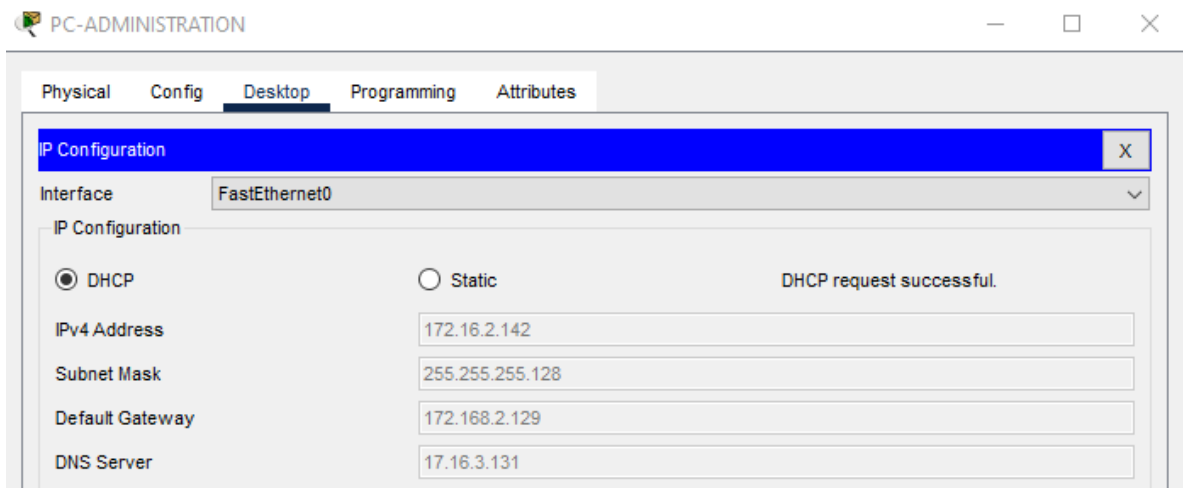 PC-ADMINISTRATION
Physical Config Desktop Programming Attributes
IP Configuration X
Interface FastEthernet0
IP Configuration
DHCP Static DHCP request successful.
IPv4 Address 172.16.2.142
Subnet Mask 255.255.255.128
Default Gateway 172.168.2.129
DNS Server 17.16.3.131